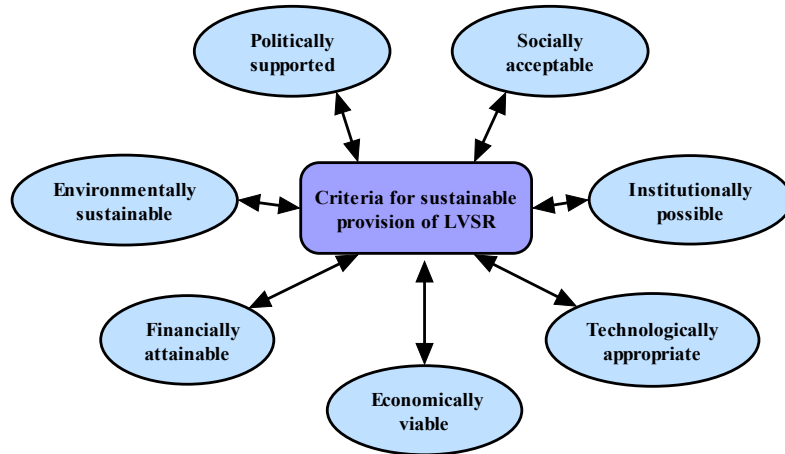 Politically
supported
Socially
acceptable
Environmentally
sustainable
Criteria for sustainable
provision of LVSR
Institutionally
possible
Financially
attainable
Technologically
appropriate
Economically
viable